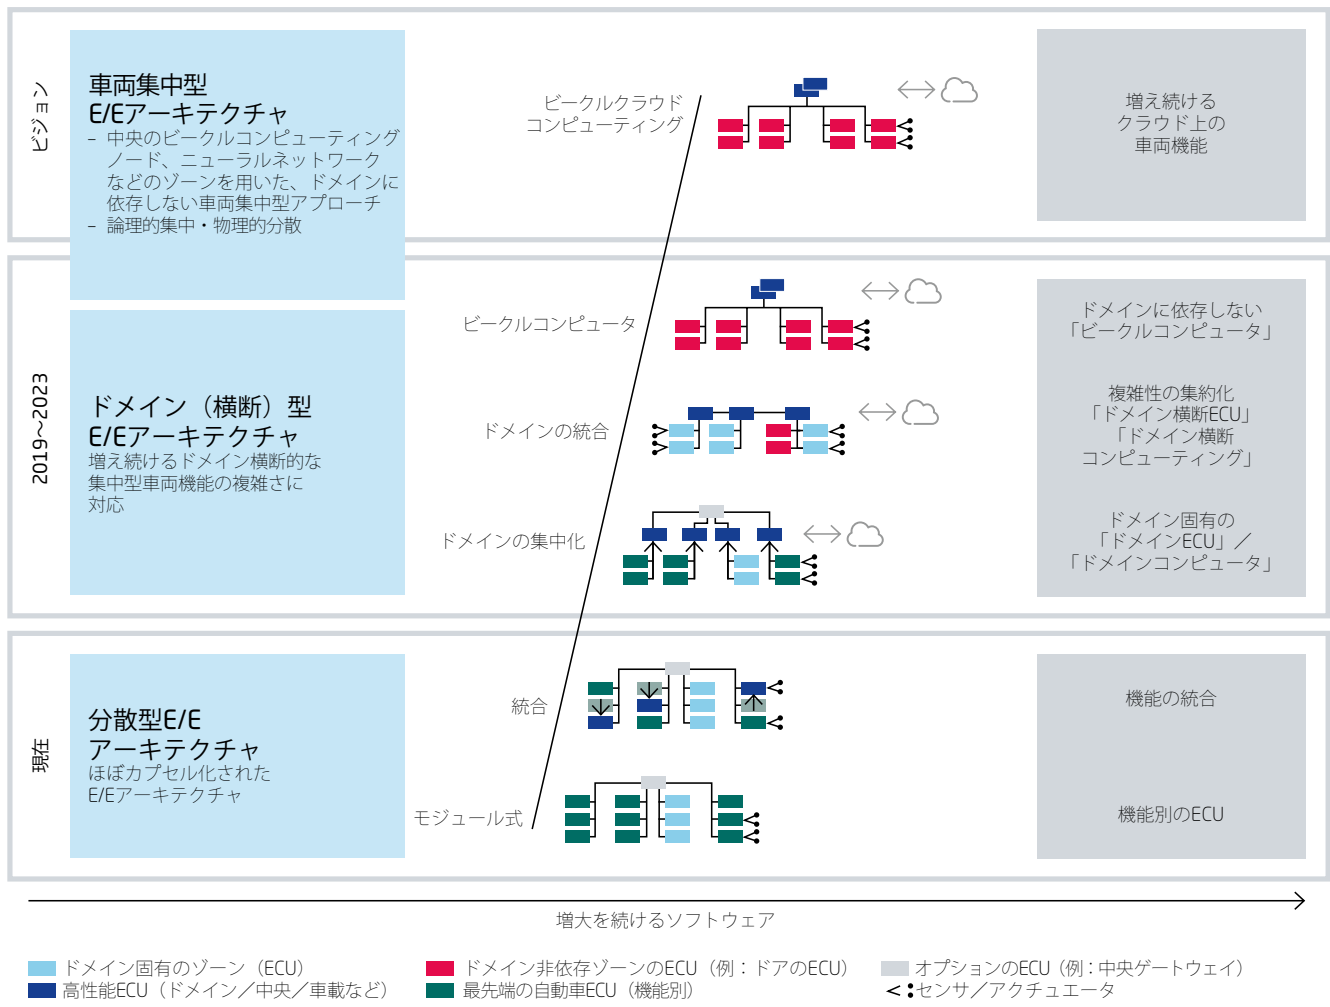 ビジョン
車両集中型
E/Eアーキテクチャ
– 中央のビークルコンピューティング
ノード、ニューラルネットワーク
などのゾーンを用いた、ドメインに
依存しない車両集中型アプローチ
– 論理的集中・物理的分散
ビークルクラウド
コンピューティング
増え続ける
クラウド上の
車両機能
2019～2023
ドメイン（横断）型
E/Eアーキテクチャ
増え続けるドメイン横断的な
集中型車両機能の複雑さに
対応
ビークルコンピュータ
ドメインに依存しない
「ビークルコンピュータ」
ドメインの統合
複雑性の集約化
「ドメイン横断ECU」
「ドメイン横断
コンピューティング」
ドメインの集中化
ドメイン固有の
「ドメインECU」／
「ドメインコンピュータ」
現在
分散型E/E
アーキテクチャ
ほぼカプセル化された
E/Eアーキテクチャ
統合
機能の統合
モジュール式
機能別のECU
増大を続けるソフトウェア
ドメイン固有のゾーン（ECU）
ドメイン非依存ゾーンのECU（例：ドアのECU）
オプションのECU（例：中央ゲートウェイ）
高性能ECU（ドメイン／中央／車載など）
最先端の自動車ECU（機能別）
センサ／アクチュエータ